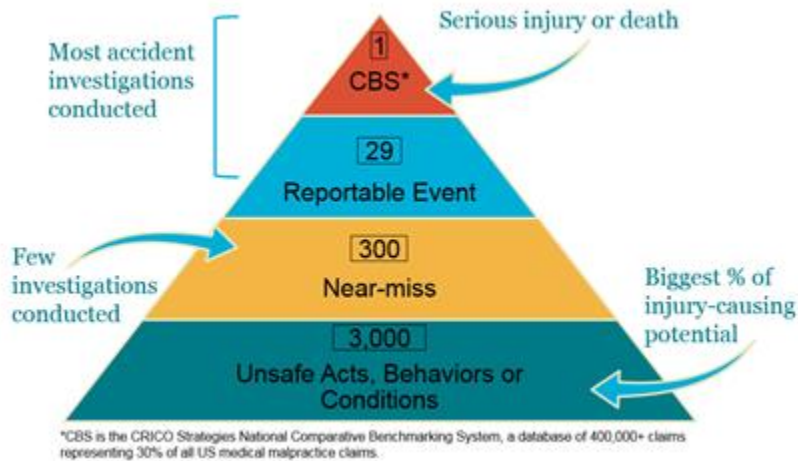 Serious injury or death
Most accident
investigations
conducted
1
CBS*
29
Reportable Event
Few
investigations
conducted
300
Near-miss
Biggest % of
injury-causing
potential
3,000
Unsafe Acts, Behaviors or
Conditions
*CBS is the CRICO Strategies National Comparative Benchmarking System, a database of 400,000+ claims
representing 30% of all US medical malpractice claims.